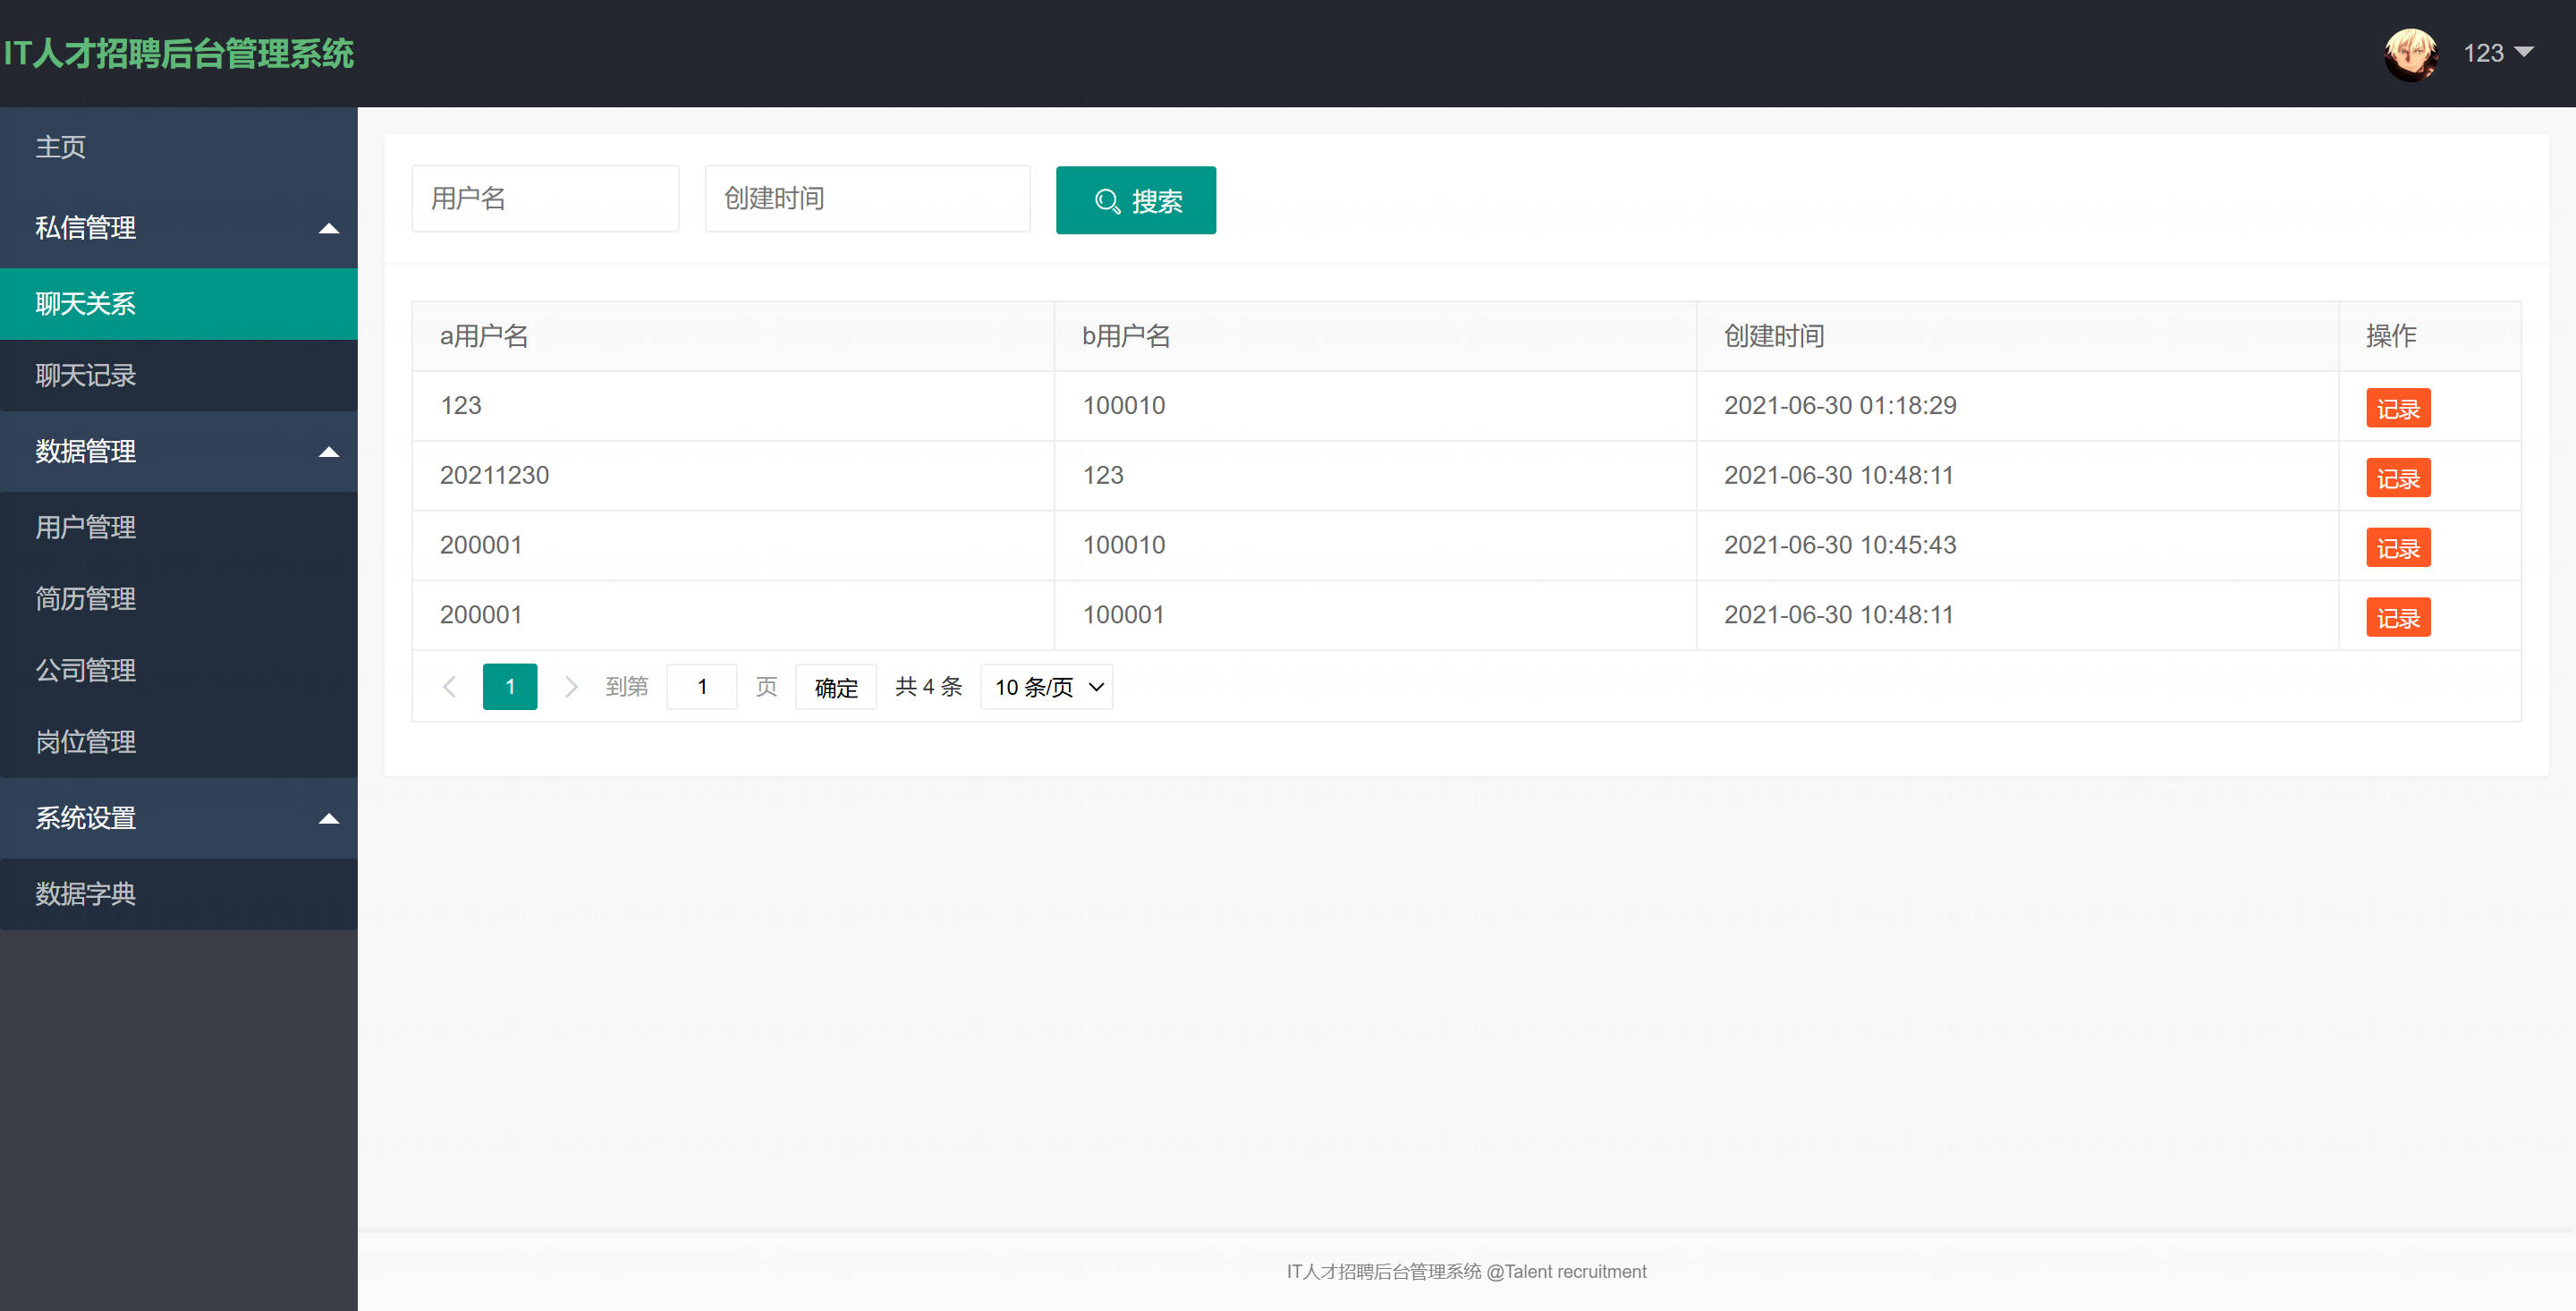 IT人才招聘后台管理系统
123
主页
私信管理
聊天关系
聊天记录
数据管理
用户管理
简历管理
公司管理
岗位管理
系统设置
数据字典
用户名 创建时间 搜索
a用户名 b用户名 创建时间 操作
123 100010 2021-06-30 01:18:29 记录
20211230 123 2021-06-30 10:48:11 记录
200001 100010 2021-06-30 10:45:43 记录
200001 100001 2021-06-30 10:48:11 记录
1 到第 1 页 确定 共 4 条 10 条/页
IT人才招聘后台管理系统 @Talent recruitment